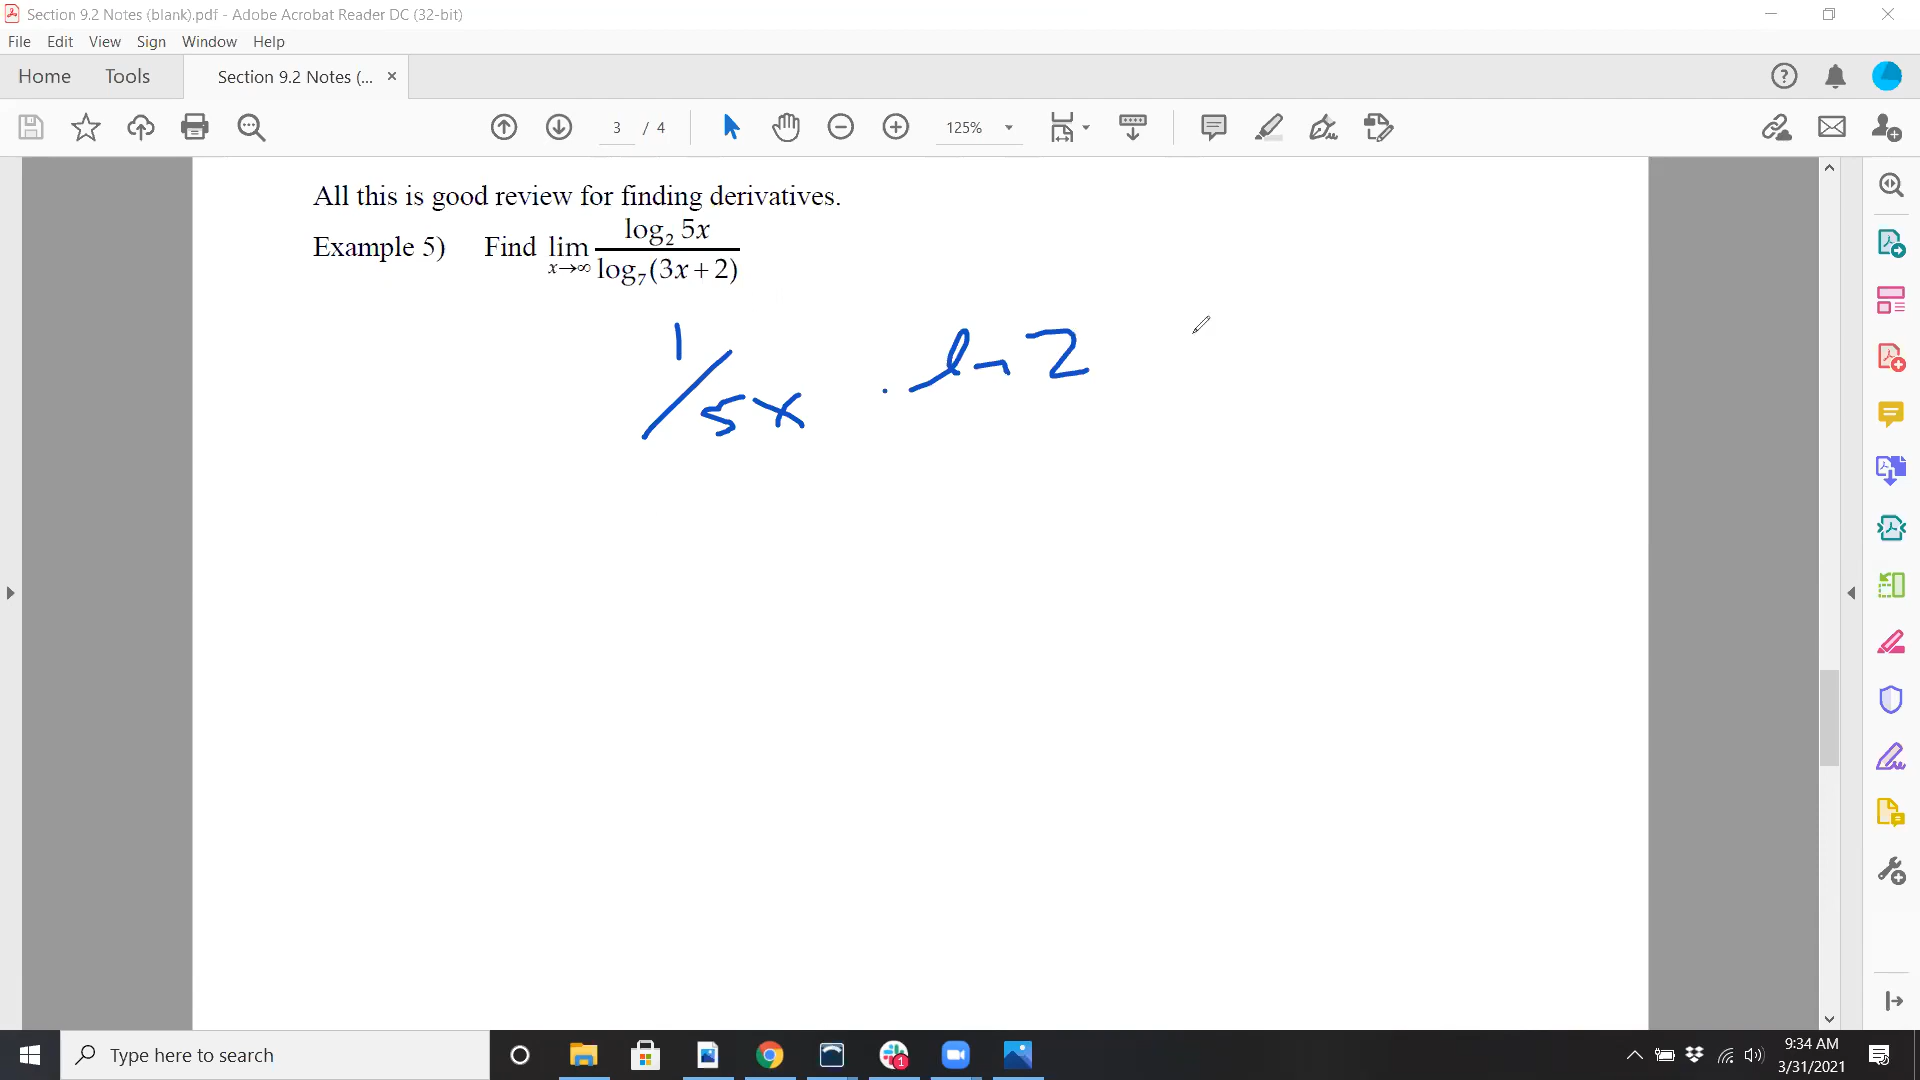 Section 9.2 Notes (blank).pdf - Adobe Acrobat Reader DC (32-bit)
File Edit View Sign Window Help
Home Tools Section 9.2 Notes (... ×
3 / 4 125%
All this is good review for finding derivatives.
Example 5) Find lim x→∞ log₂ 5x / log₇(3x+2)
1/5x · ln 2
Type here to search
1
9:34 AM
3/31/2021